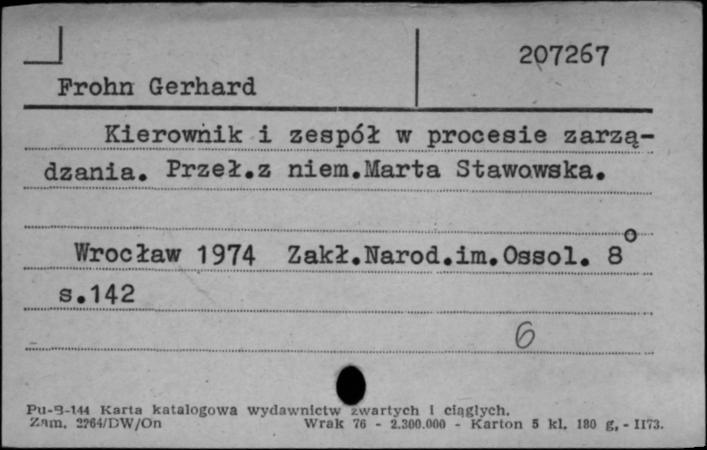 207267
Frohn Gerhard
Kierownik i zespół w procesie zarzą-
dzania. Przeł.z niem.Marta Stawowska.
Wrocław 1974 Zakł.Narod.im.Ossol. 8°
s.142
6
Pu-B-144 Karta katalogowa wydawnictw zwartych i ciągłych.
Zam. 2264/DW/On Wrak 76 - 2.300.000 - Karton 5 kl. 180 g, - II73.